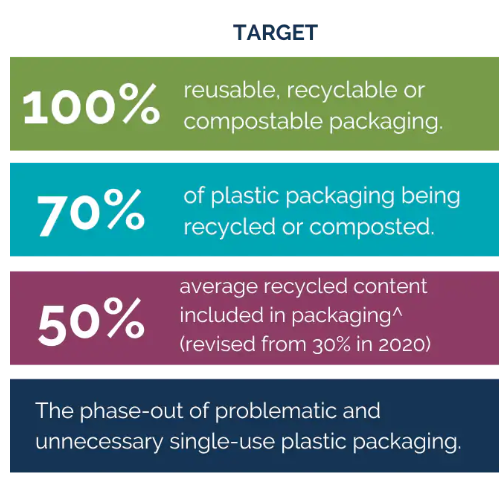 TARGET
100%
reusable, recyclable or
compostable packaging.
70%
of plastic packaging being
recycled or composted.
50%
average recycled content
included in packaging^
(revised from 30% in 2020)
The phase-out of problematic and
unnecessary single-use plastic packaging.